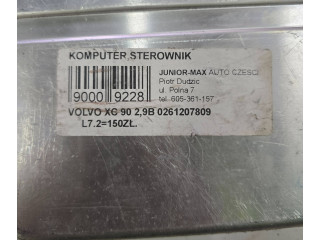 KOMPUTER,STEROWNIK
JUNIOR-MAX AUTO CZESCI
Piotr Dudzic
ul. Polna 7
tel. 605-361-157
9000 9228
VOLVO XC 90 2,9B 0261207809
L7.2=150ZŁ.